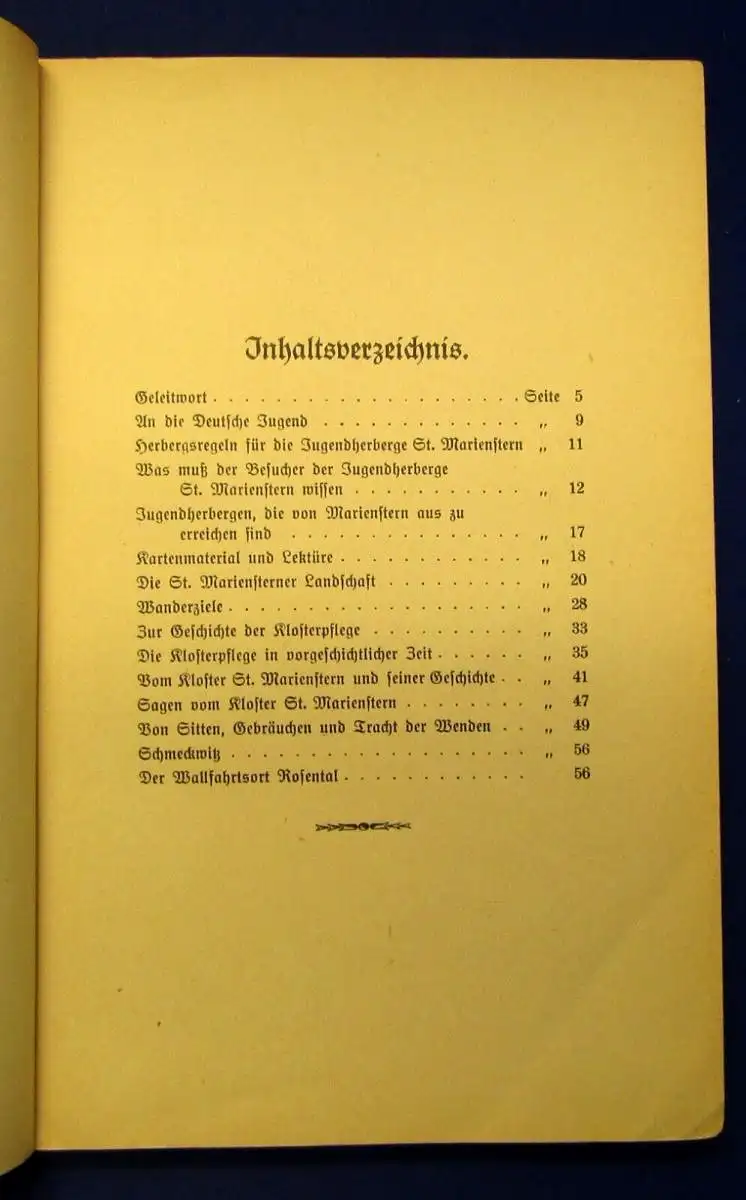 Inhaltsverzeichnis.
Geleitwort . . . . . . . . . . . . . . . . . . . . Seite 5
An die Deutsche Jugend . . . . . . . . . . . . . „ 9
Herbergsregeln für die Jugendherberge St. Marienstern „ 11
Was muß der Besucher der Jugendherberge
St. Marienstern wissen . . . . . . . . . . . „ 12
Jugendherbergen, die von Marienstern aus zu
erreichen sind . . . . . . . . . . . . . . . „ 17
Kartenmaterial und Lektüre . . . . . . . . . . . . „ 18
Die St. Mariensterner Landschaft . . . . . . . . . „ 20
Wanderziele . . . . . . . . . . . . . . . . . . . „ 28
Zur Geschichte der Klosterpflege . . . . . . . . . . „ 33
Die Klosterpflege in vorgeschichtlicher Zeit . . . . . . „ 35
Vom Kloster St. Marienstern und seiner Geschichte . . „ 41
Sagen vom Kloster St. Marienstern . . . . . . . . „ 47
Von Sitten, Gebräuchen und Tracht der Wenden . . „ 49
Schmeckwitz . . . . . . . . . . . . . . . . . . . „ 56
Der Wallfahrtsort Rosental . . . . . . . . . . . . 56